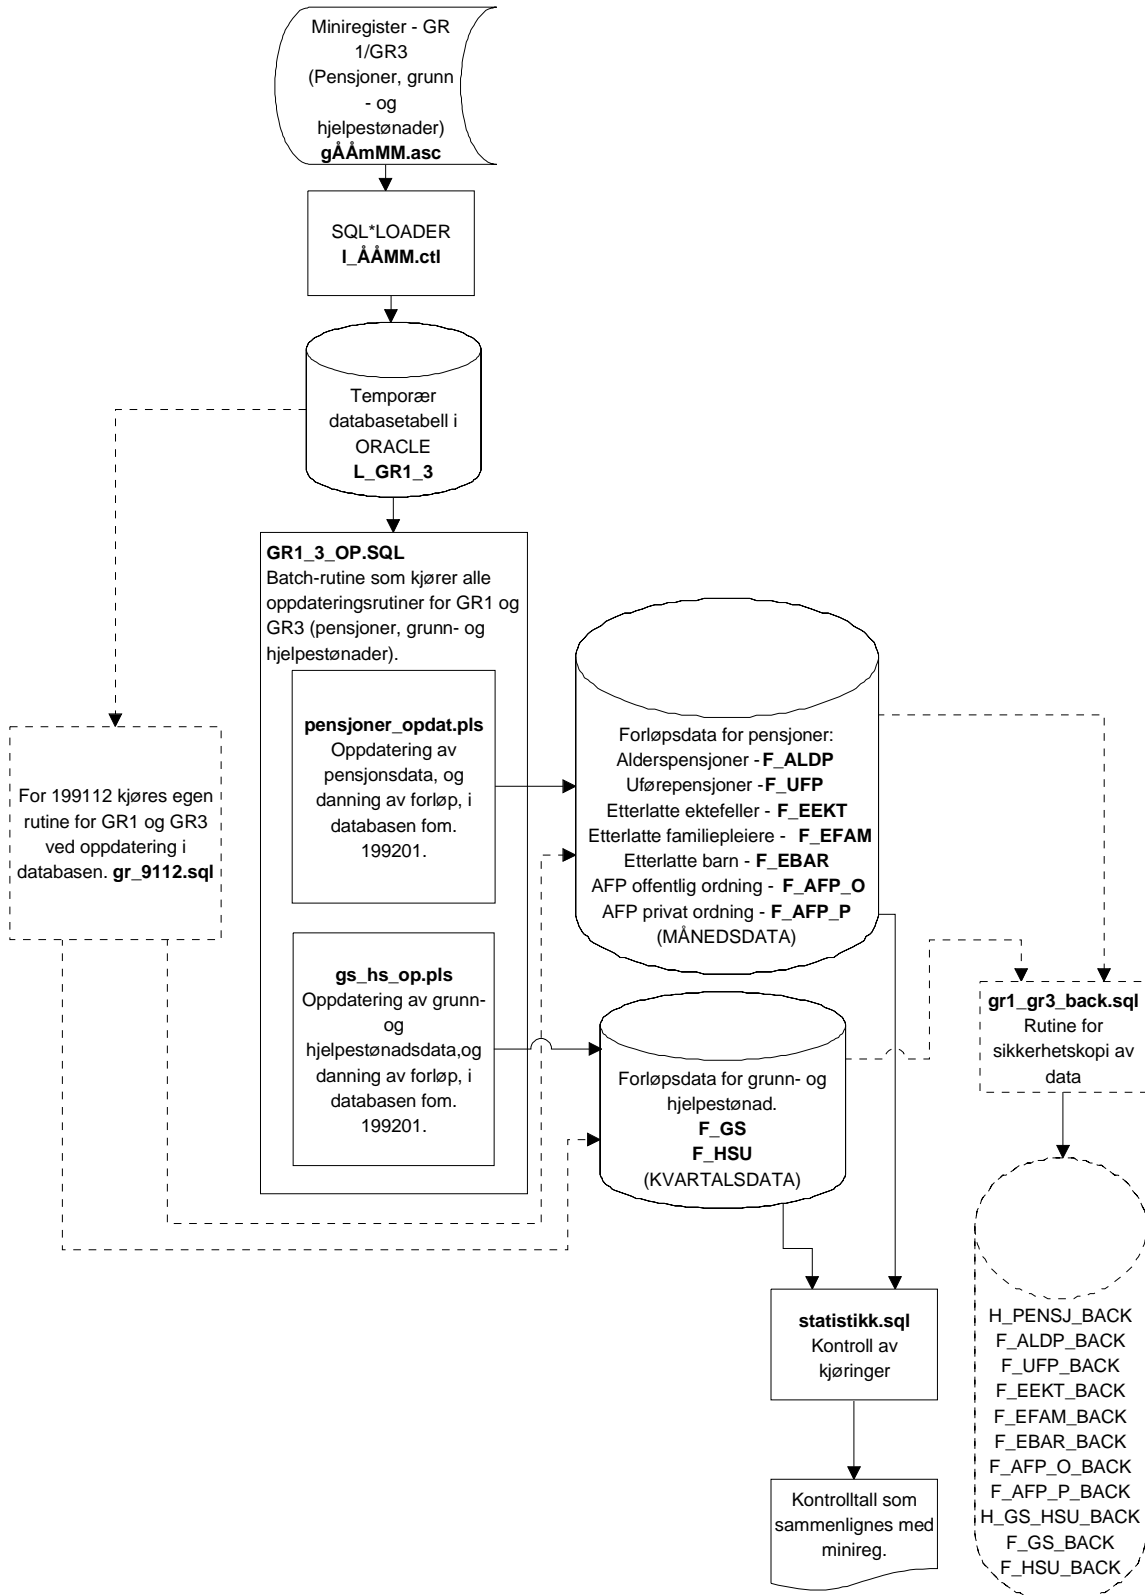 Miniregister - GR
1/GR3
(Pensjoner, grunn
- og
hjelpestønader)
gÅÅmMM.asc
SQL*LOADER
l_ÅÅMM.ctl
Temporær
databasetabell i
ORACLE
L_GR1_3
GR1_3_OP.SQL
Batch-rutine som kjører alle
oppdateringsrutiner for GR1 og
GR3 (pensjoner, grunn- og
hjelpestønader).
pensjoner_opdat.pls
Oppdatering av
pensjonsdata, og
danning av forløp, i
databasen fom.
199201.
gs_hs_op.pls
Oppdatering av grunn-
og
hjelpestønadsdata,og
danning av forløp, i
databasen fom.
199201.
For 199112 kjøres egen
rutine for GR1 og GR3
ved oppdatering i
databasen. gr_9112.sql
Forløpsdata for pensjoner:
Alderspensjoner - F_ALDP
Uførepensjoner -F_UFP
Etterlatte ektefeller - F_EEKT
Etterlatte familiepleiere - F_EFAM
Etterlatte barn - F_EBAR
AFP offentlig ordning - F_AFP_O
AFP privat ordning - F_AFP_P
(MÅNEDSDATA)
Forløpsdata for grunn- og
hjelpestønad.
F_GS
F_HSU
(KVARTALSDATA)
gr1_gr3_back.sql
Rutine for
sikkerhetskopi av
data
statistikk.sql
Kontroll av
kjøringer
Kontrolltall som
sammenlignes med
minireg.
H_PENSJ_BACK
F_ALDP_BACK
F_UFP_BACK
F_EEKT_BACK
F_EFAM_BACK
F_EBAR_BACK
F_AFP_O_BACK
F_AFP_P_BACK
H_GS_HSU_BACK
F_GS_BACK
F_HSU_BACK